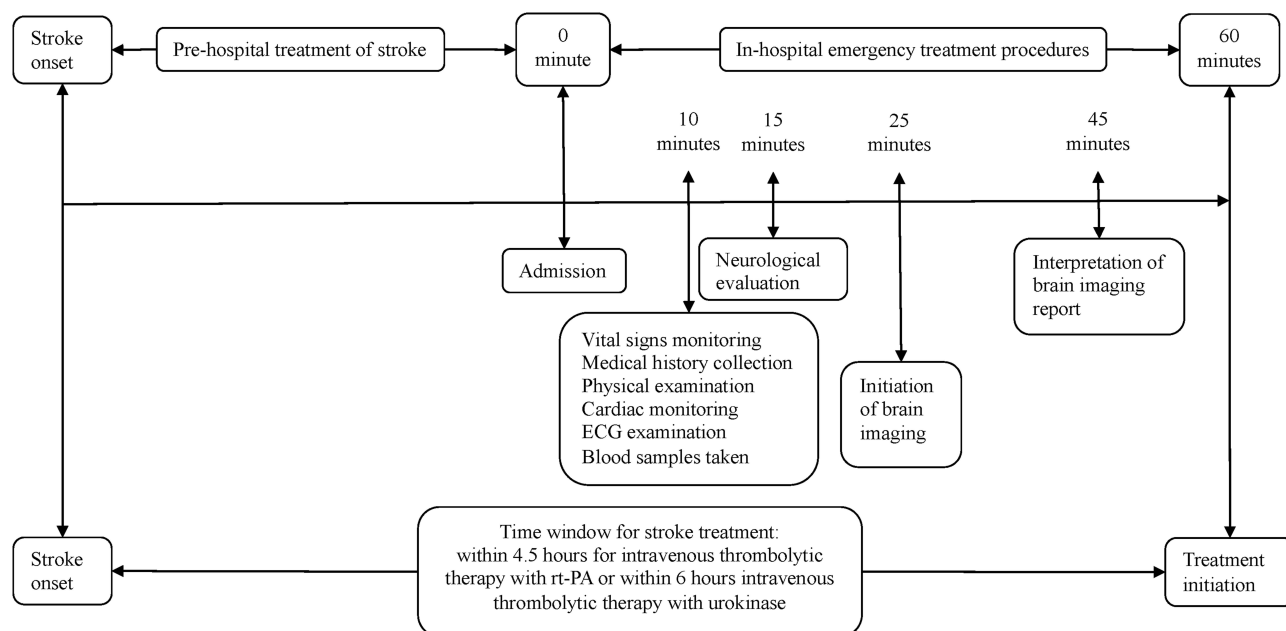 Stroke
onset
Pre-hospital treatment of stroke
0
minute
In-hospital emergency treatment procedures
60
minutes
10
minutes
15
minutes
25
minutes
45
minutes
Admission
Neurological
evaluation
Interpretation of
brain imaging
report
Vital signs monitoring
Medical history collection
Physical examination
Cardiac monitoring
ECG examination
Blood samples taken
Initiation
of brain
imaging
Stroke
onset
Time window for stroke treatment:
within 4.5 hours for intravenous thrombolytic
therapy with rt-PA or within 6 hours intravenous
thrombolytic therapy with urokinase
Treatment
initiation